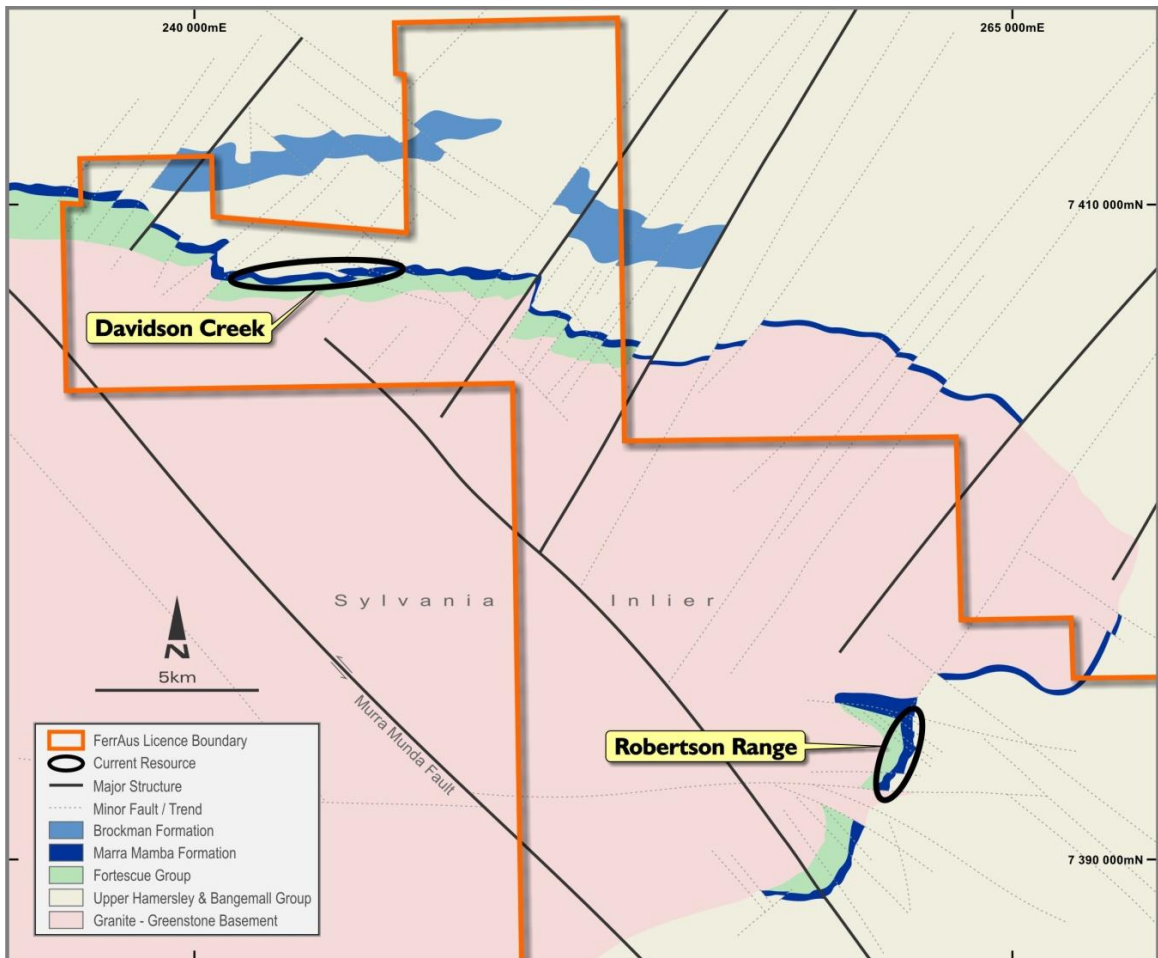 240 000mE
265 000mE
7 410 000mN
Davidson Creek
Sylvania Inlier
N
5km
Murra Munda Fault
Robertson Range
7 390 000mN
FerrAus Licence Boundary
Current Resource
Major Structure
Minor Fault / Trend
Brockman Formation
Marra Mamba Formation
Fortescue Group
Upper Hamersley & Bangemall Group
Granite - Greenstone Basement